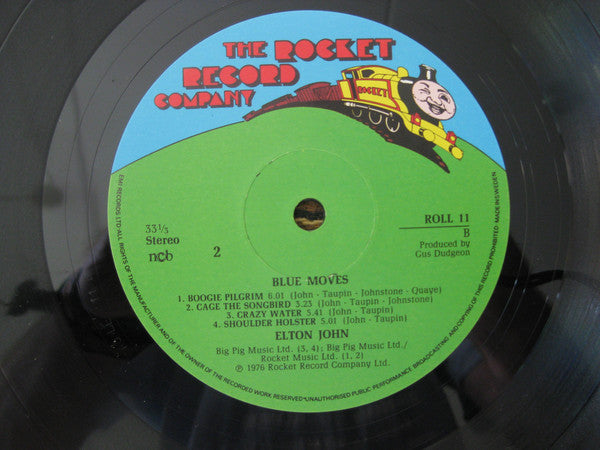 THE ROCKET
RECORD
COMPANY
ROCKET
EMI RECORDS LTD ALL RIGHTS OF THE MANUFACTURER AND OF THE OWNER OF THE RECORDED WORK RESERVED-UNAUTHORISED PUBLIC PERFORMANCE BROADCASTING AND COPYING OF THIS RECORD PROHIBITED MADE IN SWEDEN
33 1/3
Stereo
ncb
2
ROLL 11
B
Produced by
Gus Dudgeon
BLUE MOVES
1. BOOGIE PILGRIM 6.01 (John - Taupin - Johnstone - Quaye)
2. CAGE THE SONGBIRD 3.23 (John - Taupin - Johnstone)
3. CRAZY WATER 5.41 (John - Taupin)
4. SHOULDER HOLSTER 5.01 (John - Taupin)
ELTON JOHN
Big Pig Music Ltd. (3, 4); Big Pig Music Ltd./
Rocket Music Ltd. (1, 2)
℗ 1976 Rocket Record Company Ltd.